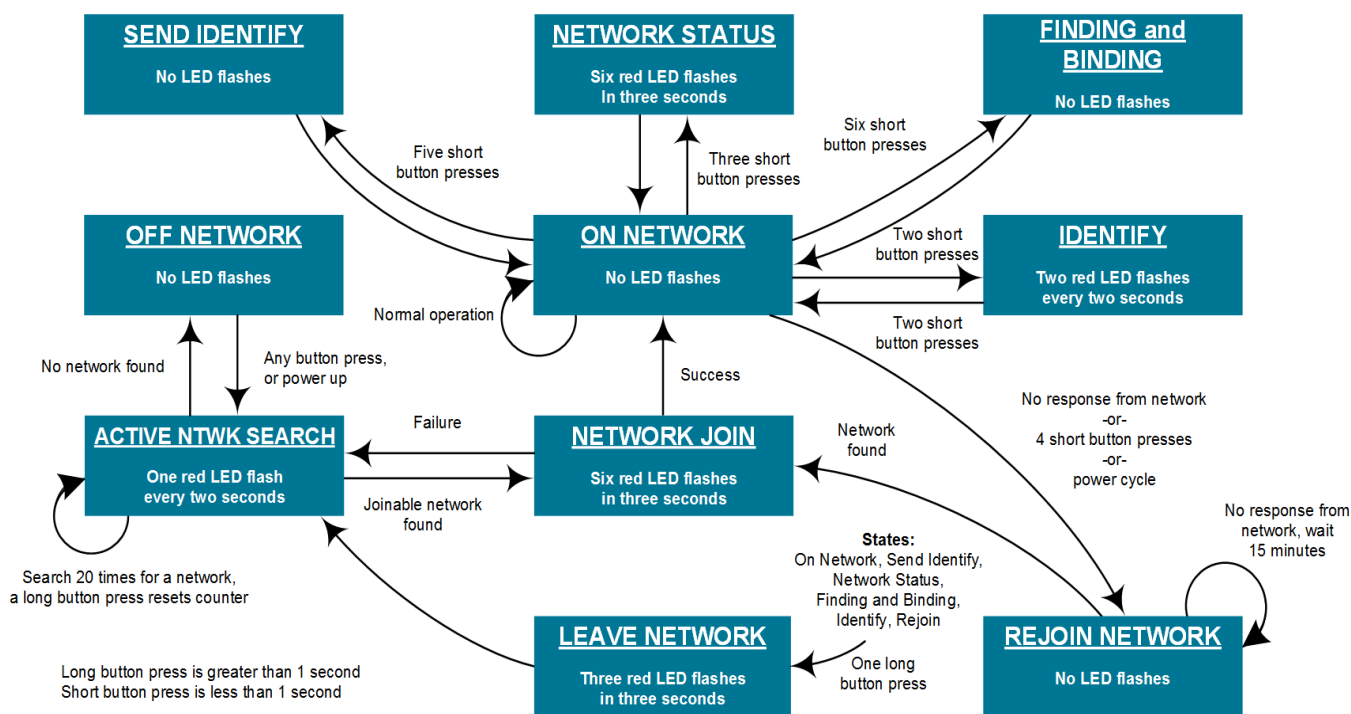 SEND IDENTIFY
No LED flashes
NETWORK STATUS
Six red LED flashes
In three seconds
FINDING and
BINDING
No LED flashes
Five short
button presses
Three short
button presses
Six short
button presses
OFF NETWORK
No LED flashes
ON NETWORK
No LED flashes
Two short
button presses
IDENTIFY
Two red LED flashes
every two seconds
Normal operation
Two short
button presses
No network found
Any button press,
or power up
Success
No response from network
-or-
4 short button presses
-or-
power cycle
ACTIVE NTWK SEARCH
One red LED flash
every two seconds
Failure
Joinable network
found
NETWORK JOIN
Six red LED flashes
in three seconds
Network
found
No response from
network, wait
15 minutes
Search 20 times for a network,
a long button press resets counter
States:
On Network, Send Identify,
Network Status,
Finding and Binding,
Identify, Rejoin
LEAVE NETWORK
Three red LED flashes
in three seconds
One long
button press
REJOIN NETWORK
No LED flashes
Long button press is greater than 1 second
Short button press is less than 1 second